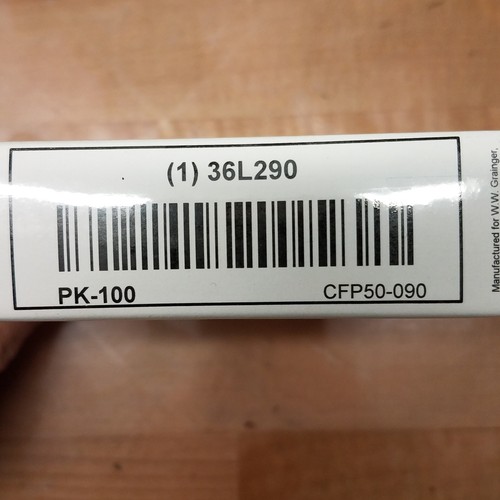 (1) 36L290
PK-100
CFP50-090
Manufactured for W.W. Grainger,